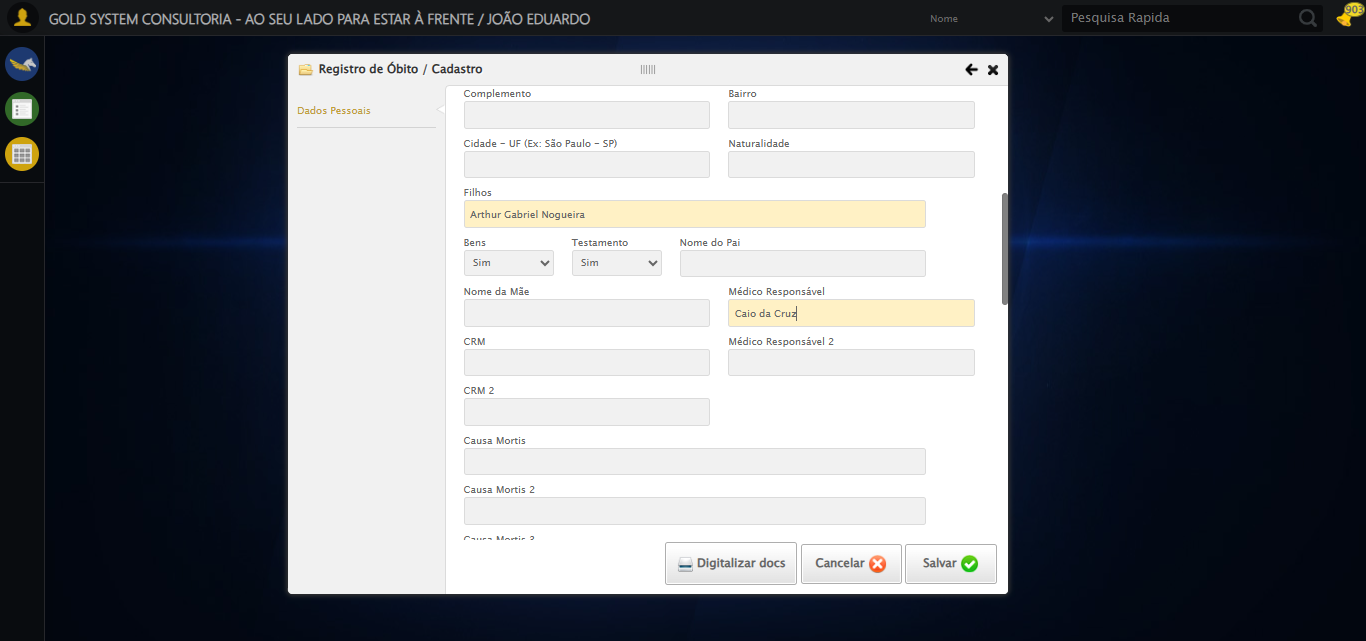 GOLD SYSTEM CONSULTORIA - AO SEU LADO PARA ESTAR À FRENTE / JOÃO EDUARDO
Nome
Pesquisa Rapida
903
Registro de Óbito / Cadastro
Dados Pessoais
Complemento
Bairro
Cidade - UF (Ex: São Paulo - SP)
Naturalidade
Filhos
Arthur Gabriel Nogueira
Bens
Testamento
Nome do Pai
Sim
Sim
Nome da Mãe
Médico Responsável
Caio da Cruz
CRM
Médico Responsável 2
CRM 2
Causa Mortis
Causa Mortis 2
Causa Mortis 3
Digitalizar docs
Cancelar
Salvar